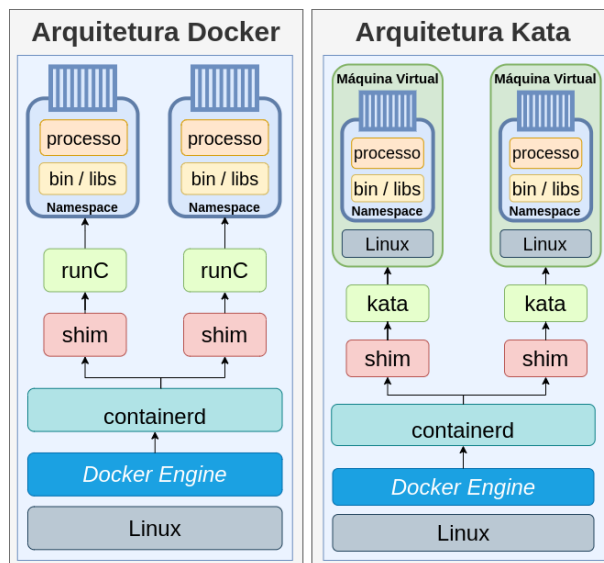 Arquitetura Docker
processo
processo
bin / libs
bin / libs
Namespace
Namespace
runC
runC
shim
shim
containerd
Docker Engine
Linux
Arquitetura Kata
Máquina Virtual
Máquina Virtual
processo
processo
bin / libs
bin / libs
Namespace
Namespace
Linux
Linux
kata
kata
shim
shim
containerd
Docker Engine
Linux